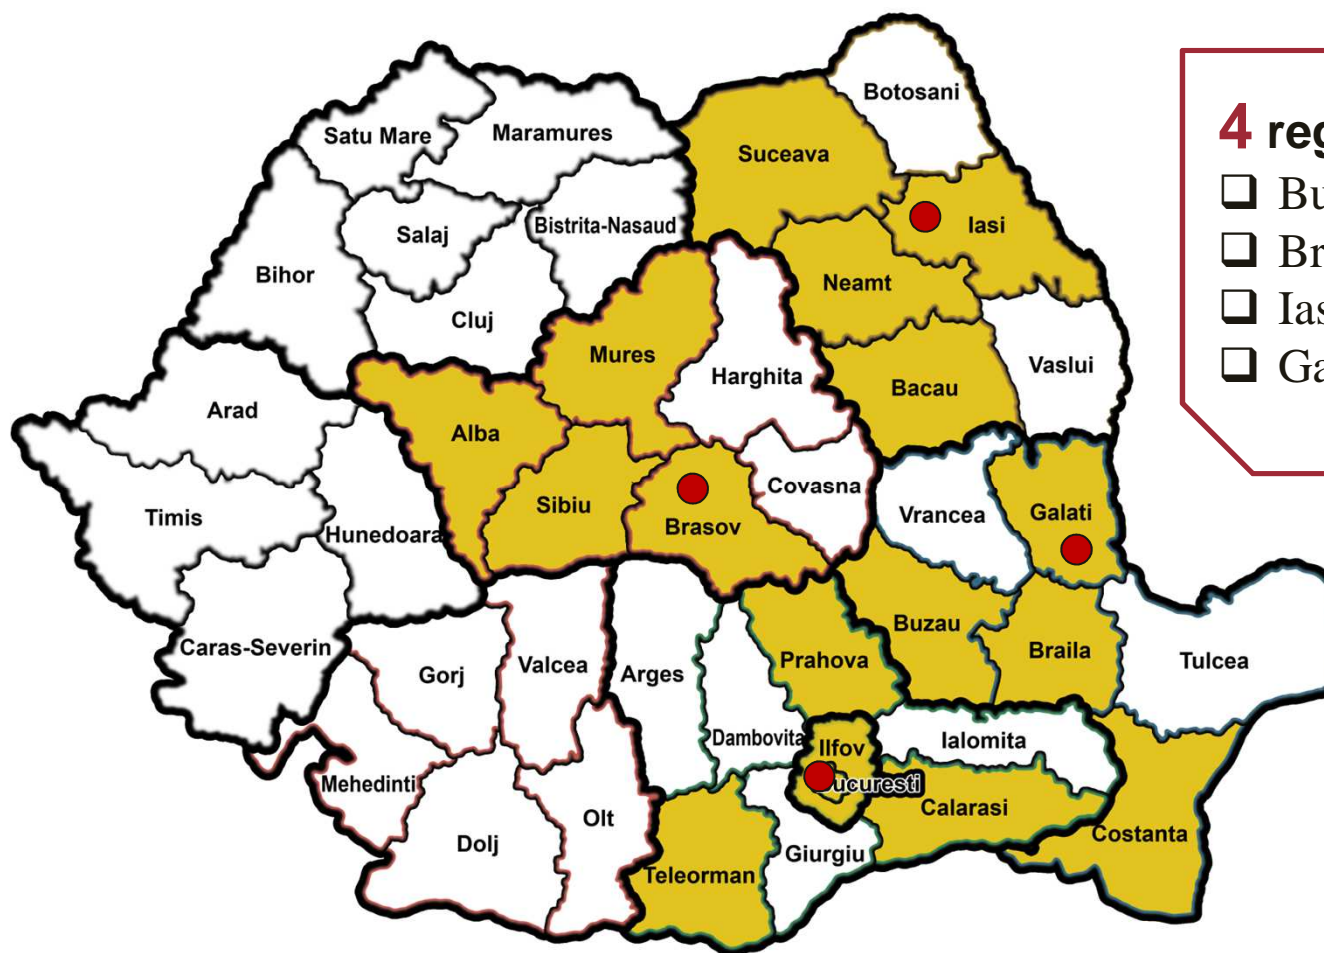 Botosani
Satu Mare
Maramures
Suceava
Salaj
Bistrita-Nasaud
Iasi
Bihor
Neamt
Cluj
Mures
Harghita
Vaslui
Bacau
Arad
Alba
Covasna
Sibiu
Timis
Vrancea
Galati
Hunedoara
Brasov
Buzau
Caras-Severin
Gorj
Valcea
Arges
Prahova
Braila
Tulcea
Dambovita
Ilfov
Ialomita
Mehedinti
Bucuresti
Calarasi
Olt
Costanta
Dolj
Giurgiu
Teleorman
4 reg
❑ Bu
❑ Br
❑ Ias
❑ Ga